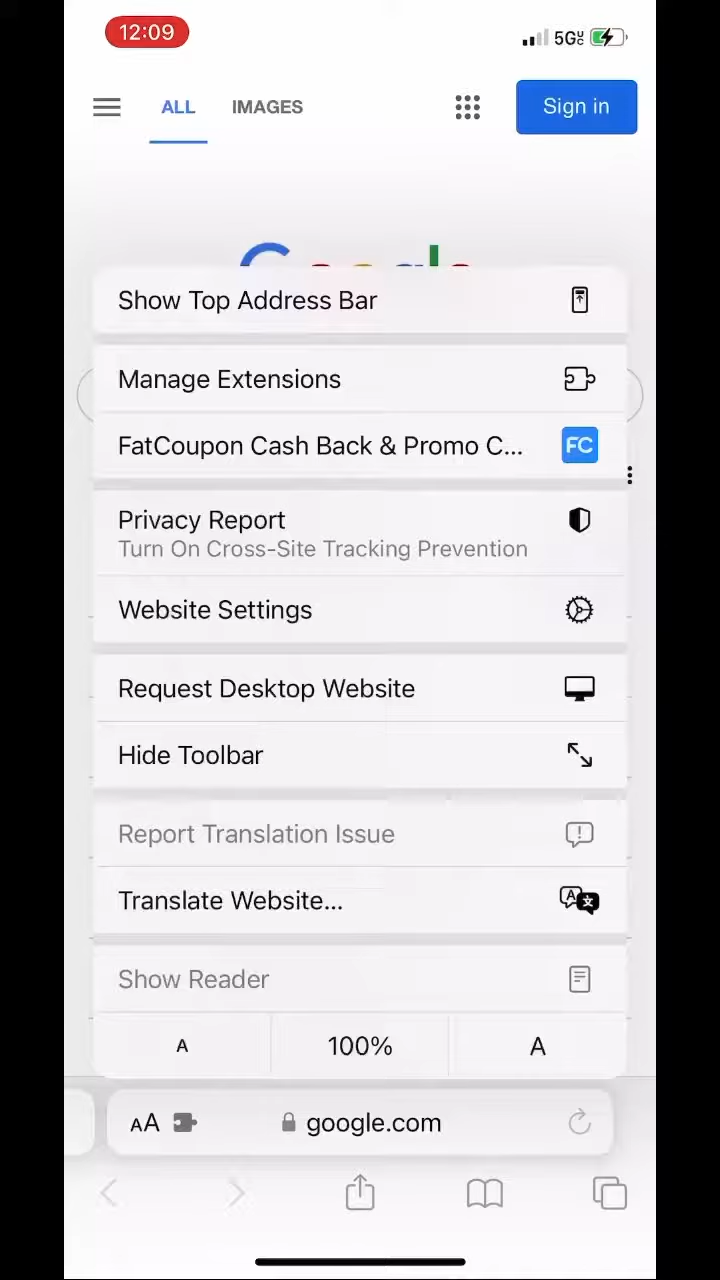 12:09
5G
ALL
IMAGES
Sign in
Show Top Address Bar
Manage Extensions
FatCoupon Cash Back & Promo C...
FC
Privacy Report
Turn On Cross-Site Tracking Prevention
Website Settings
Request Desktop Website
Hide Toolbar
Report Translation Issue
Translate Website...
Show Reader
A
100%
A
AA
google.com